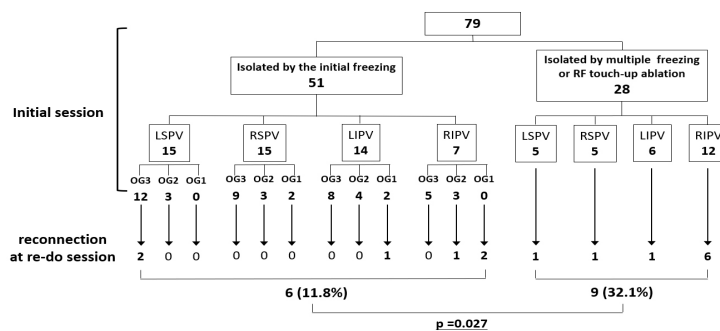 79
Isolated by the initial freezing
51
Isolated by multiple freezing
or RF touch-up ablation
28
Initial session
LSPV
15
RSPV
15
LIPV
14
RIPV
7
LSPV
5
RSPV
5
LIPV
6
RIPV
12
OG3 OG2 OG1 OG3 OG2 OG1 OG3 OG2 OG1 OG3 OG2 OG1
12 3 0 9 3 2 8 4 2 5 3 0
reconnection
at re-do session
2 0 0 0 0 0 0 0 1 0 1 2 1 1 1 6
6 (11.8%)
9 (32.1%)
p =0.027